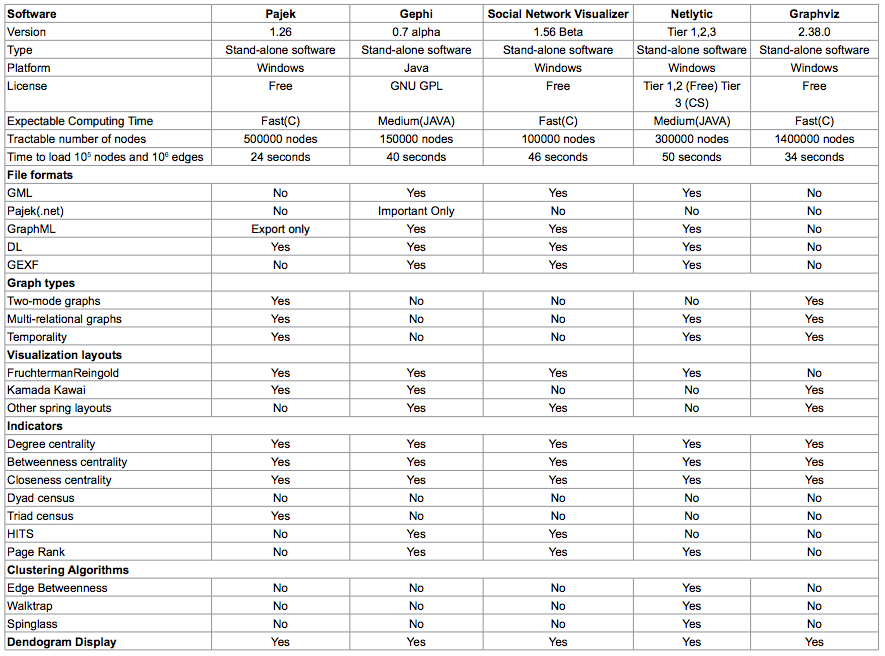 Software Pajek Gephi Social Network Visualizer Netlytic Graphviz
Version 1.26 0.7 alpha 1.56 Beta Tier 1,2,3 2.38.0
Type Stand-alone software Stand-alone software Stand-alone software Stand-alone software Stand-alone software
Platform Windows Java Windows Windows Windows
License Free GNU GPL Free Tier 1,2 (Free) Tier Free
3 (CS)
Expectable Computing Time Fast(C) Medium(JAVA) Fast(C) Medium(JAVA) Fast(C)
Tractable number of nodes 500000 nodes 150000 nodes 100000 nodes 300000 nodes 1400000 nodes
Time to load 10⁵ nodes and 10⁶ edges 24 seconds 40 seconds 46 seconds 50 seconds 34 seconds
File formats
GML No Yes Yes Yes No
Pajek(.net) No Important Only No No No
GraphML Export only Yes Yes Yes No
DL Yes Yes Yes Yes No
GEXF No Yes Yes Yes No
Graph types
Two-mode graphs Yes No No No Yes
Multi-relational graphs Yes No No Yes Yes
Temporality Yes No No Yes Yes
Visualization layouts
FruchtermanReingold Yes Yes Yes Yes No
Kamada Kawai Yes Yes No No Yes
Other spring layouts No Yes Yes No Yes
Indicators
Degree centrality Yes Yes Yes Yes Yes
Betweenness centrality Yes Yes Yes Yes Yes
Closeness centrality Yes Yes Yes Yes Yes
Dyad census No No No No No
Triad census Yes No No No No
HITS No Yes Yes No No
Page Rank No Yes Yes Yes No
Clustering Algorithms
Edge Betweenness No No No Yes No
Walktrap No No No Yes No
Spinglass No No No Yes No
Dendogram Display Yes Yes Yes Yes Yes